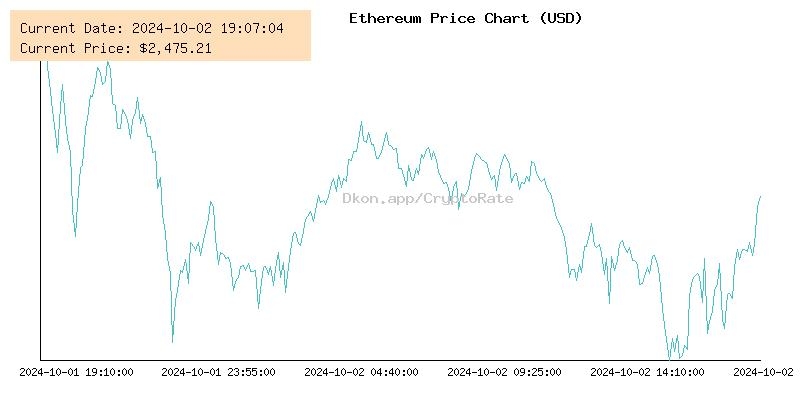 Ethereum Price Chart (USD)
Current Date: 2024-10-02 19:07:04
Current Price: $2,475.21
Dkon.app/CryptoRate
2024-10-01 19:10:00
2024-10-01 23:55:00
2024-10-02 04:40:00
2024-10-02 09:25:00
2024-10-02 14:10:00
2024-10-02